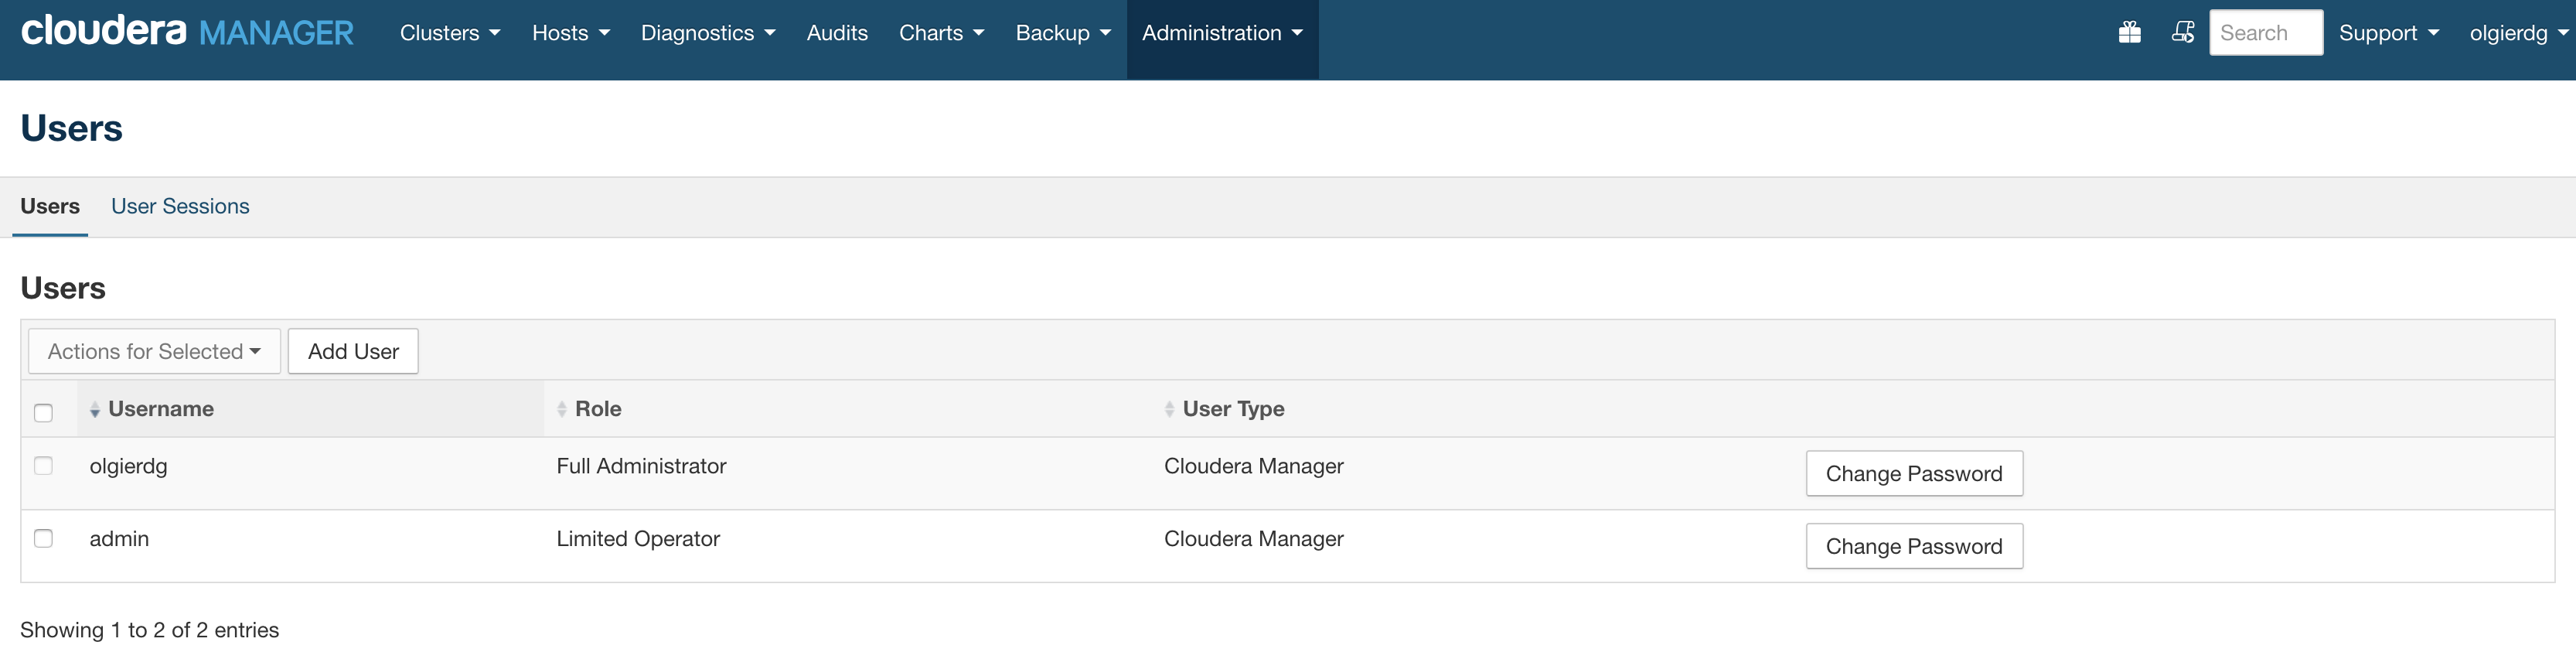 cloudera MANAGER Clusters Hosts Diagnostics Audits Charts Backup Administration Search Support olgierdg
Users
Users User Sessions
Users
Actions for Selected Add User
Username Role User Type
olgierdg Full Administrator Cloudera Manager Change Password
admin Limited Operator Cloudera Manager Change Password
Showing 1 to 2 of 2 entries